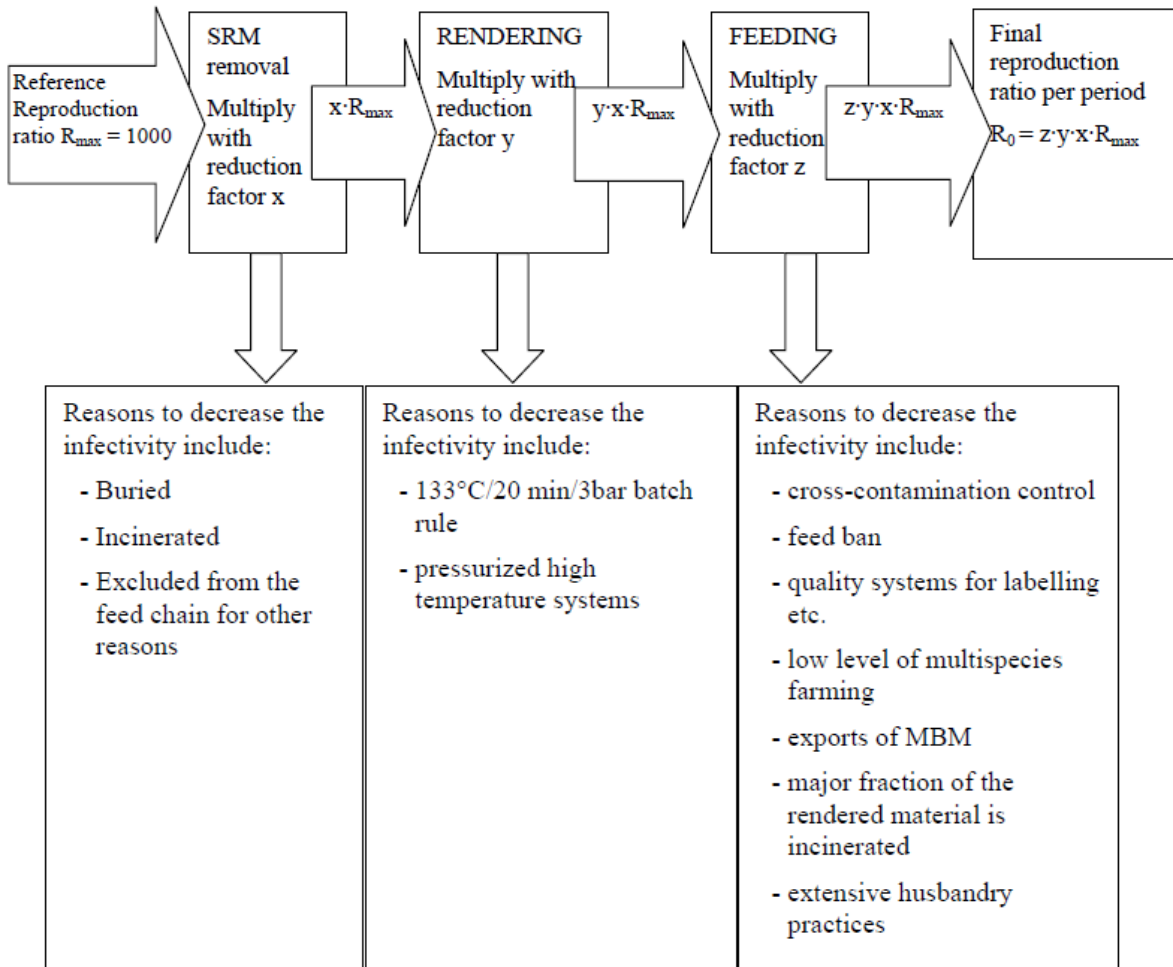 Reference
Reproduction
ratio Rmax = 1000
SRM
removal
Multiply
with
reduction
factor x
x·Rmax
RENDERING
Multiply with
reduction
factor y
y·x·Rmax
FEEDING
Multiply
with
reduction
factor z
z·y·x·Rmax
Final
reproduction
ratio per period
R0 = z·y·x·Rmax
Reasons to decrease the
infectivity include:
- Buried
- Incinerated
- Excluded from the
feed chain for other
reasons
Reasons to decrease the
infectivity include:
- 133°C/20 min/3bar batch
rule
- pressurized high
temperature systems
Reasons to decrease the
infectivity include:
- cross-contamination control
- feed ban
- quality systems for labelling
etc.
- low level of multispecies
farming
- exports of MBM
- major fraction of the
rendered material is
incinerated
- extensive husbandry
practices